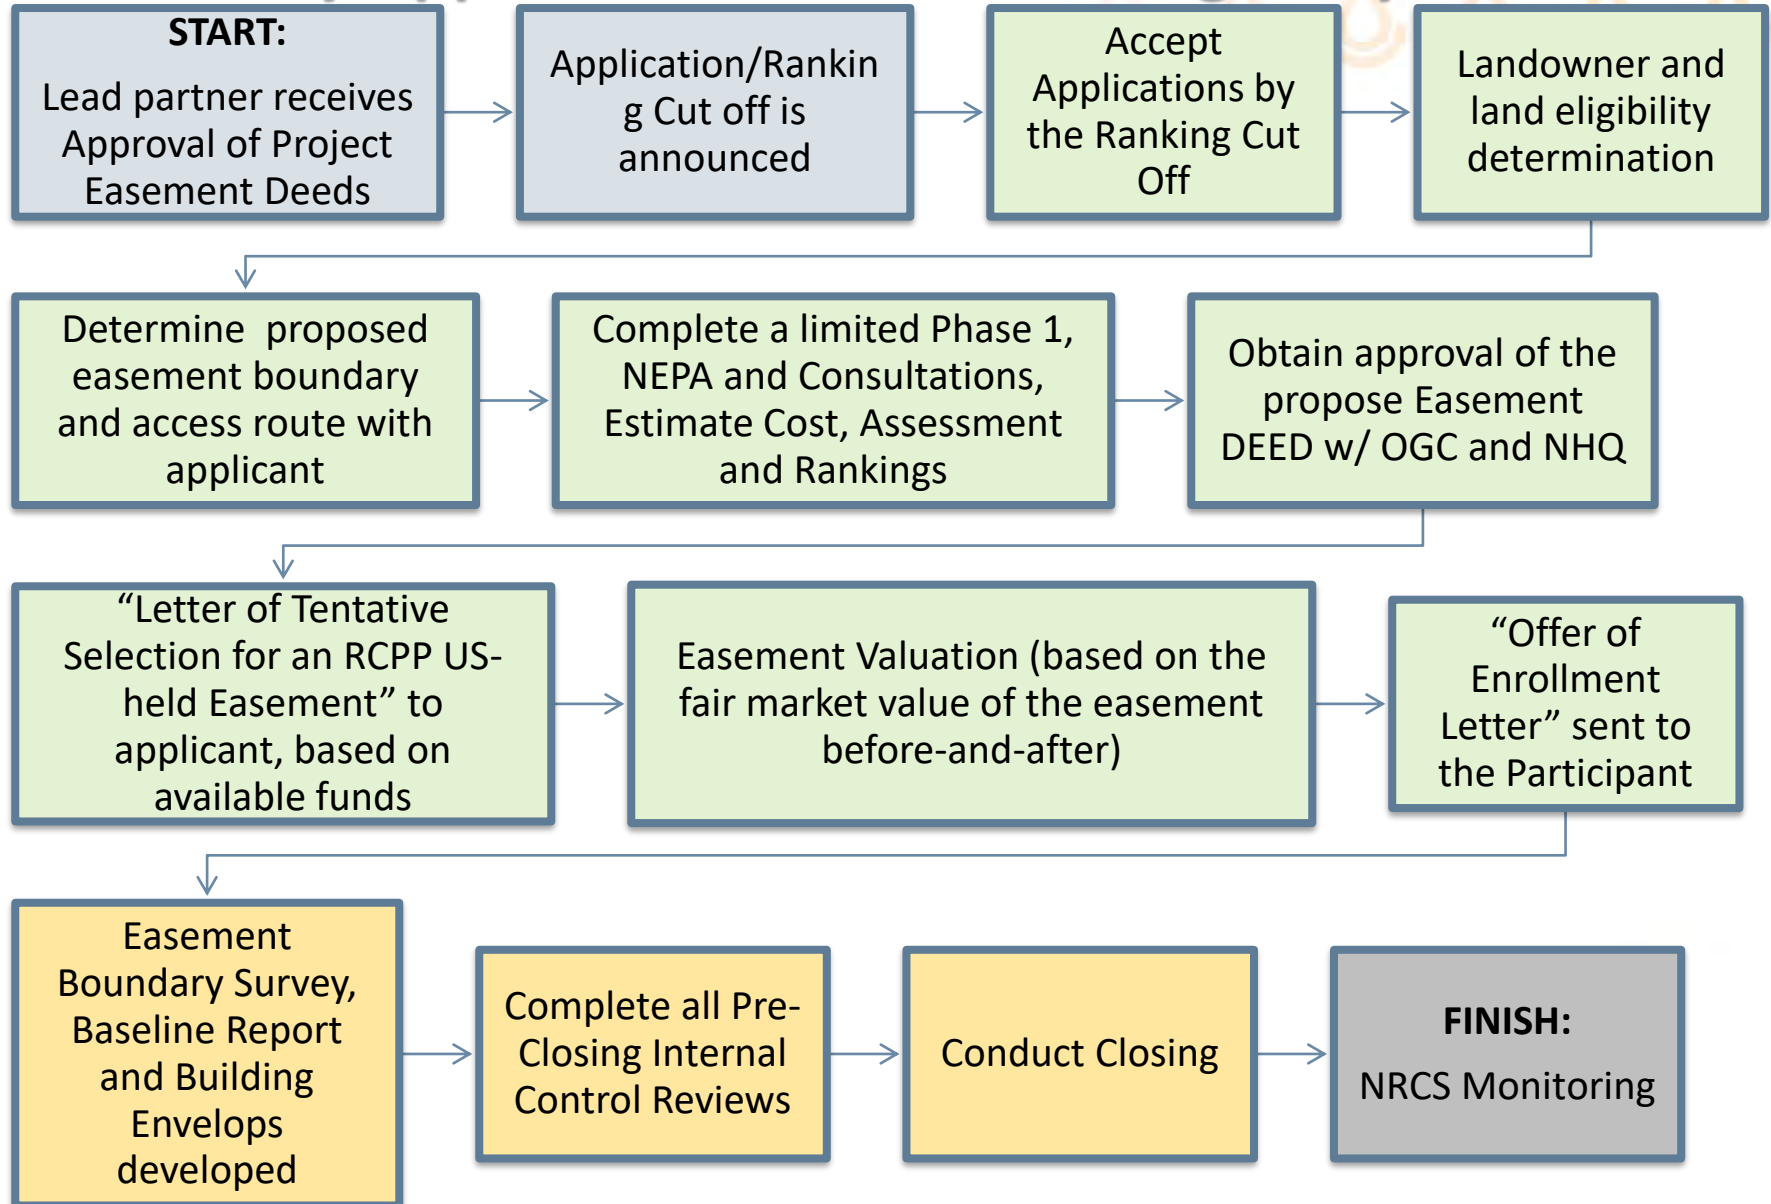 START:
Lead partner receives
Approval of Project
Easement Deeds
Application/Rankin
g Cut off is
announced
Accept
Applications by
the Ranking Cut
Off
Landowner and
land eligibility
determination
Determine proposed
easement boundary
and access route with
applicant
Complete a limited Phase 1,
NEPA and Consultations,
Estimate Cost, Assessment
and Rankings
Obtain approval of the
propose Easement
DEED w/ OGC and NHQ
“Letter of Tentative
Selection for an RCPP US-
held Easement” to
applicant, based on
available funds
Easement Valuation (based on the
fair market value of the easement
before-and-after)
“Offer of
Enrollment
Letter” sent to
the Participant
Easement
Boundary Survey,
Baseline Report
and Building
Envelops
developed
Complete all Pre-
Closing Internal
Control Reviews
Conduct Closing
FINISH:
NRCS Monitoring